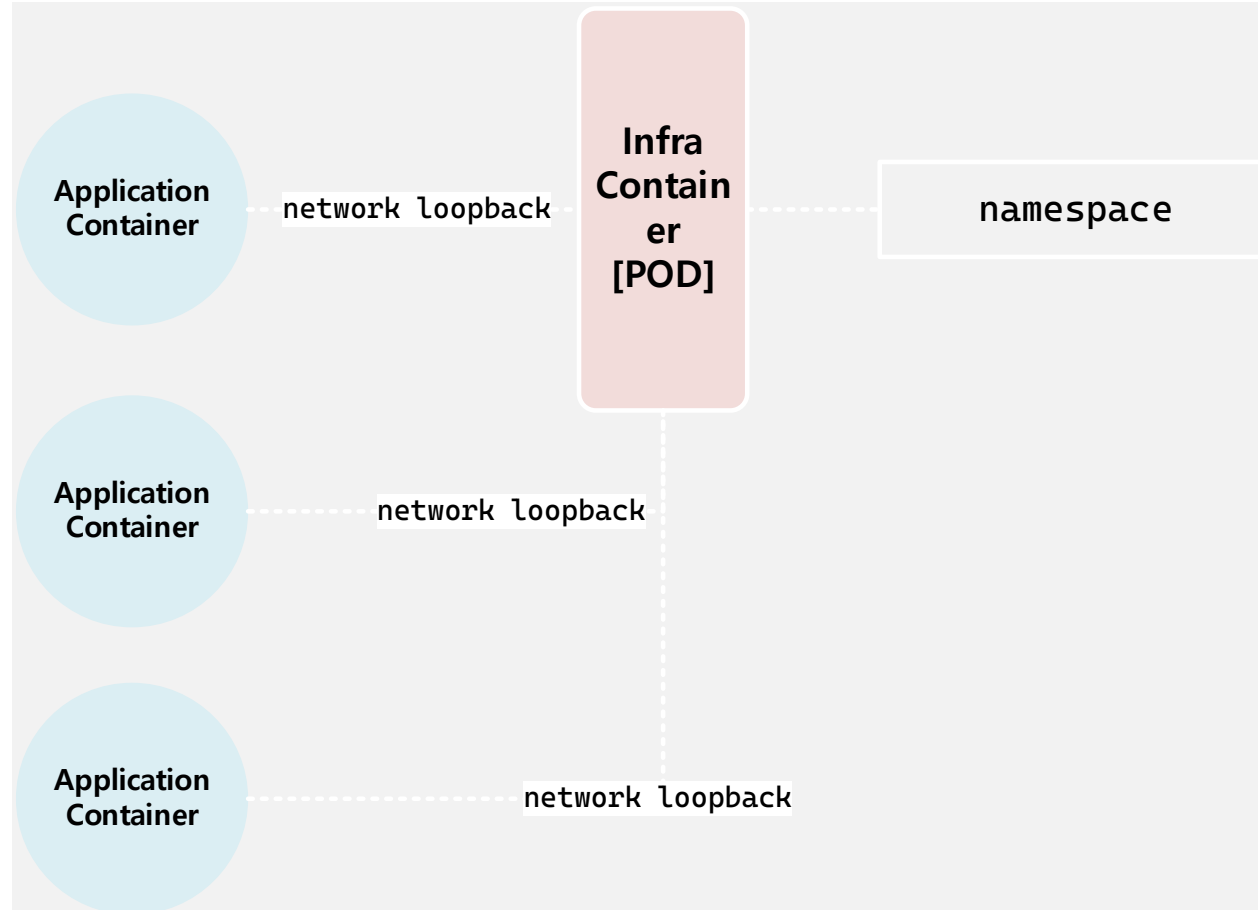 Infra
Contain
er
[POD]
Application
Container
network loopback
namespace
Application
Container
network loopback
Application
Container
network loopback